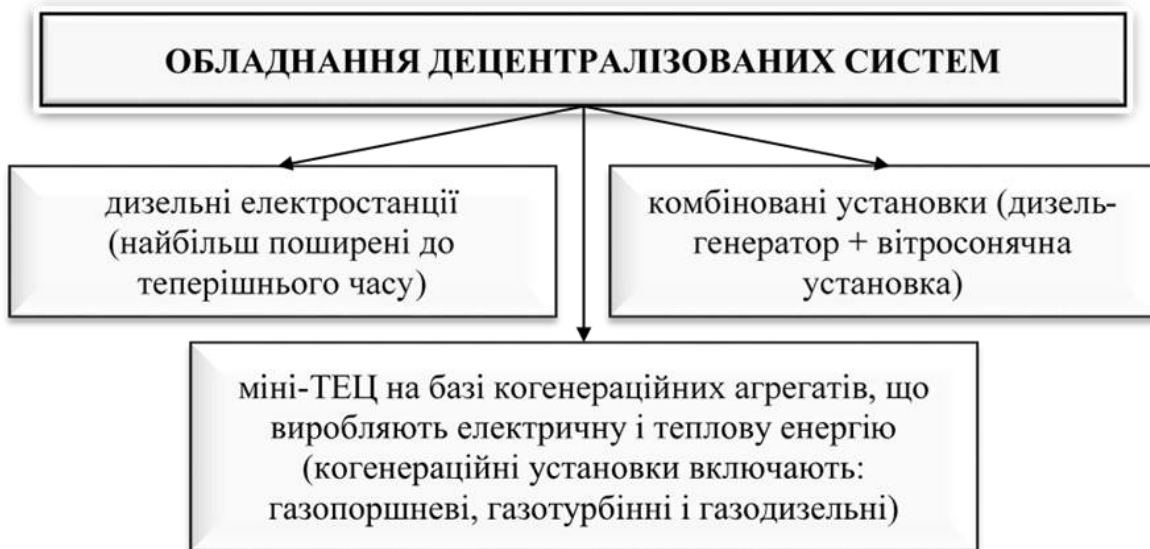 ОБЛАДНАННЯ ДЕЦЕНТРАЛІЗОВАНИХ СИСТЕМ
дизельні електростанції
(найбільш поширені до
теперішнього часу)
комбіновані установки (дизель-
генератор + вітросонячна
установка)
міні-ТЕЦ на базі когенераційних агрегатів, що
виробляють електричну і теплову енергію
(когенераційні установки включають:
газопоршневі, газотурбінні і газодизельні)